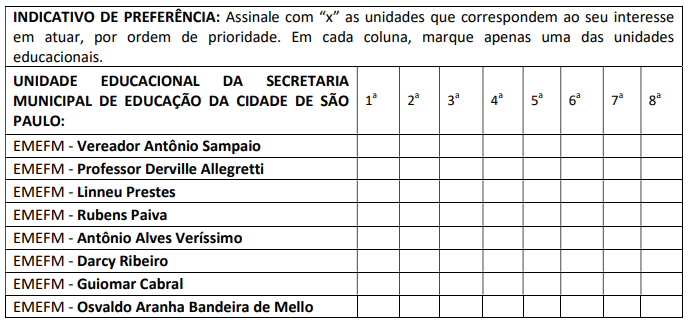 INDICATIVO DE PREFERÊNCIA: Assinale com “x” as unidades que correspondem ao seu interesse
em atuar, por ordem de prioridade. Em cada coluna, marque apenas uma das unidades
educacionais.
UNIDADE EDUCACIONAL DA SECRETARIA
MUNICIPAL DE EDUCAÇÃO DA CIDADE DE SÃO
PAULO:
1ª 2ª 3ª 4ª 5ª 6ª 7ª 8ª
EMEFM - Vereador Antônio Sampaio
EMEFM - Professor Derville Allegretti
EMEFM - Linneu Prestes
EMEFM - Rubens Paiva
EMEFM - Antônio Alves Veríssimo
EMEFM - Darcy Ribeiro
EMEFM - Guiomar Cabral
EMEFM - Osvaldo Aranha Bandeira de Mello